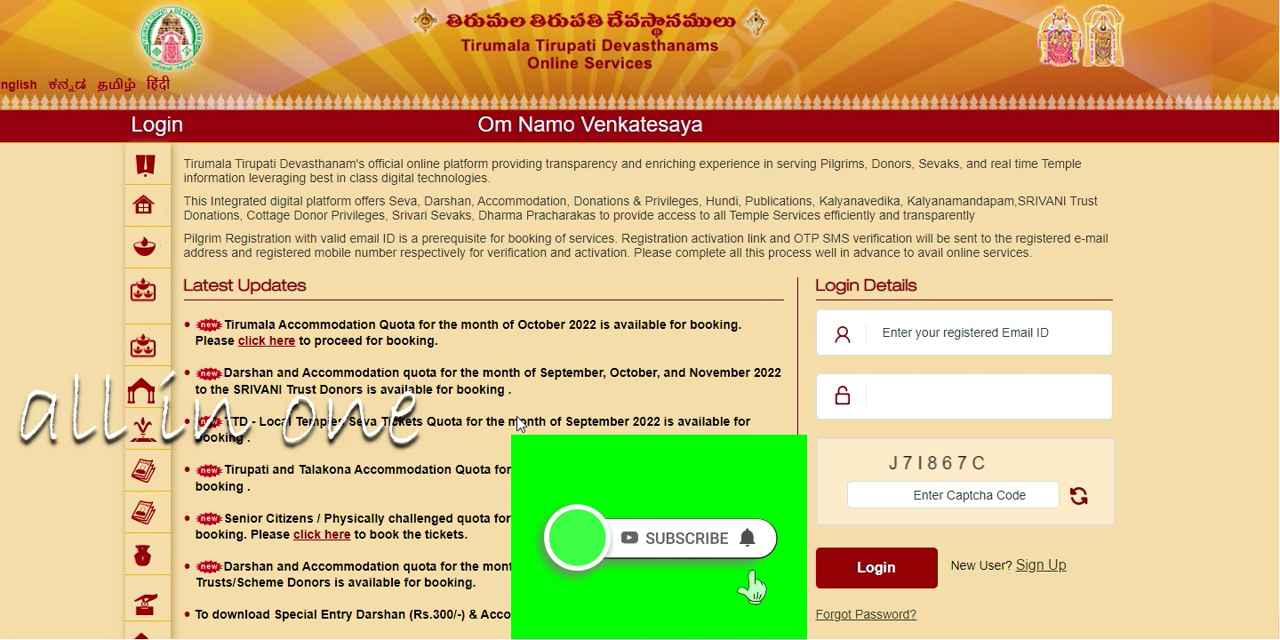 తిరుమల తిరుపతి దేవస్థానములు
Tirumala Tirupati Devasthanams
Online Services
nglish ಕನ್ನಡ தமிழ் हिंदी
Login
Om Namo Venkatesaya
Tirumala Tirupati Devasthanam's official online platform providing transparency and enriching experience in serving Pilgrims, Donors, Sevaks, and real time Temple
information leveraging best in class digital technologies.
This Integrated digital platform offers Seva, Darshan, Accommodation, Donations & Privileges, Hundi, Publications, Kalyanavedika, Kalyanamandapam,SRIVANI Trust
Donations, Cottage Donor Privileges, Srivari Sevaks, Dharma Pracharakas to provide access to all Temple Services efficiently and transparently
Pilgrim Registration with valid email ID is a prerequisite for booking of services. Registration activation link and OTP SMS verification will be sent to the registered e-mail
address and registered mobile number respectively for verification and activation. Please complete all this process well in advance to avail online services.
Latest Updates
new Tirumala Accommodation Quota for the month of October 2022 is available for booking.
Please click here to proceed for booking.
new Darshan and Accommodation quota for the month of September, October, and November 2022
to the SRIVANI Trust Donors is available for booking .
new TTD - Local Temples Seva Tickets Quota for the month of September 2022 is available for
booking .
new Tirupati and Talakona Accommodation Quota for
booking .
new Senior Citizens / Physically challenged quota for
booking. Please click here to book the tickets.
new Darshan and Accommodation quota for the mont
Trusts/Scheme Donors is available for booking.
To download Special Entry Darshan (Rs.300/-) & Acco
all in one
SUBSCRIBE
Login Details
Enter your registered Email ID
J7I867C
Enter Captcha Code
Login
New User? Sign Up
Forgot Password?